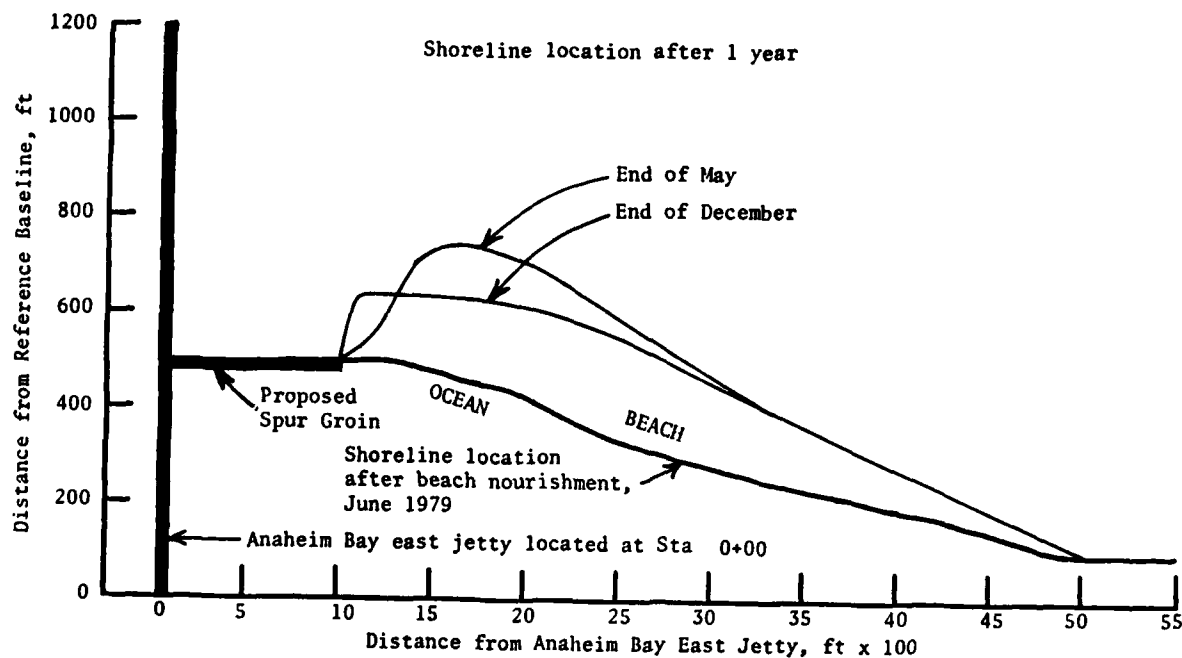 Shoreline location after 1 year
Distance from Reference Baseline, ft
1200
1000
800
600
400
200
0
End of May
End of December
Proposed
Spur Groin
OCEAN
BEACH
Shoreline location
after beach nourishment,
June 1979
Anaheim Bay east jetty located at Sta 0+00
0 5 10 15 20 25 30 35 40 45 50 55
Distance from Anaheim Bay East Jetty, ft x 100